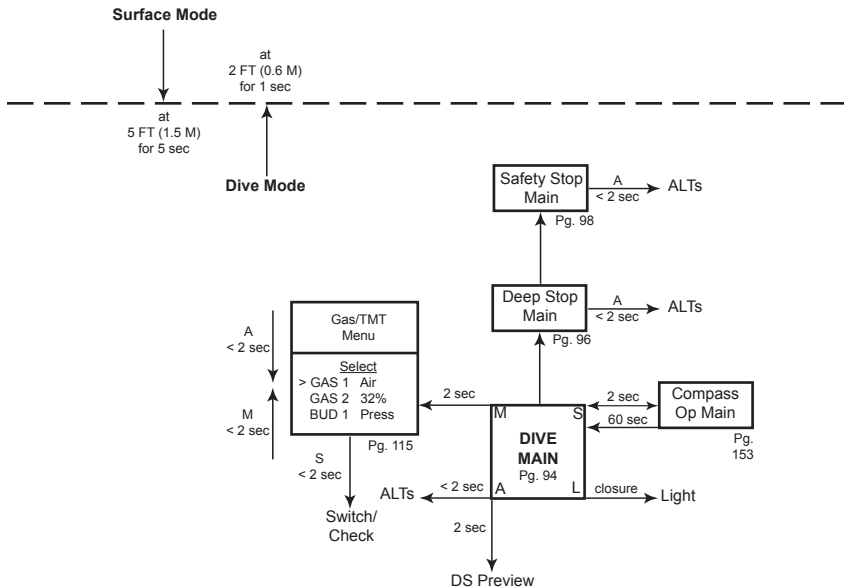 Surface Mode
at
2 FT (0.6 M)
for 1 sec
at
5 FT (1.5 M)
for 5 sec
Dive Mode
Safety Stop
Main
Pg. 98
A
< 2 sec
ALTs
Deep Stop
Main
Pg. 96
A
< 2 sec
ALTs
A
< 2 sec
M
< 2 sec
Gas/TMT
Menu
Select
> GAS 1 Air
GAS 2 32%
BUD 1 Press
Pg. 115
S
< 2 sec
Switch/
Check
2 sec
M
S
DIVE
MAIN
Pg. 94
A
L
2 sec
60 sec
Compass
Op Main
Pg.
153
< 2 sec
ALTs
closure
Light
2 sec
DS Preview